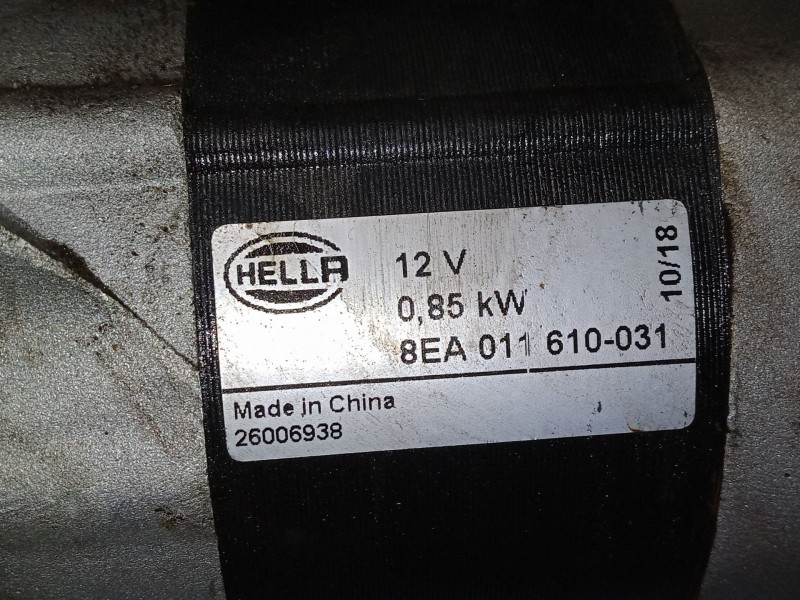 HELLA
12 V
0,85 kW
8EA 011 610-031
10/18
Made in China
26006938